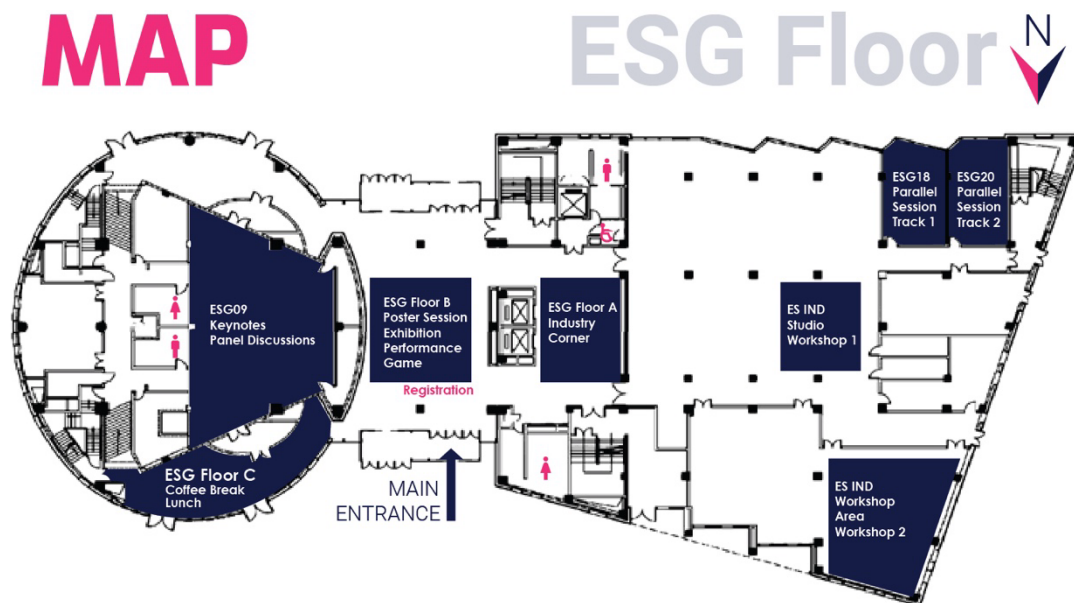 MAP
ESG Floor
N
ESG18
Parallel
Session
Track 1
ESG20
Parallel
Session
Track 2
ESG09
Keynotes
Panel Discussions
ESG Floor B
Poster Session
Exhibition
Performance
Game
Registration
ESG Floor A
Industry
Corner
ES IND
Studio
Workshop 1
ESG Floor C
Coffee Break
Lunch
MAIN
ENTRANCE
ES IND
Workshop
Area
Workshop 2